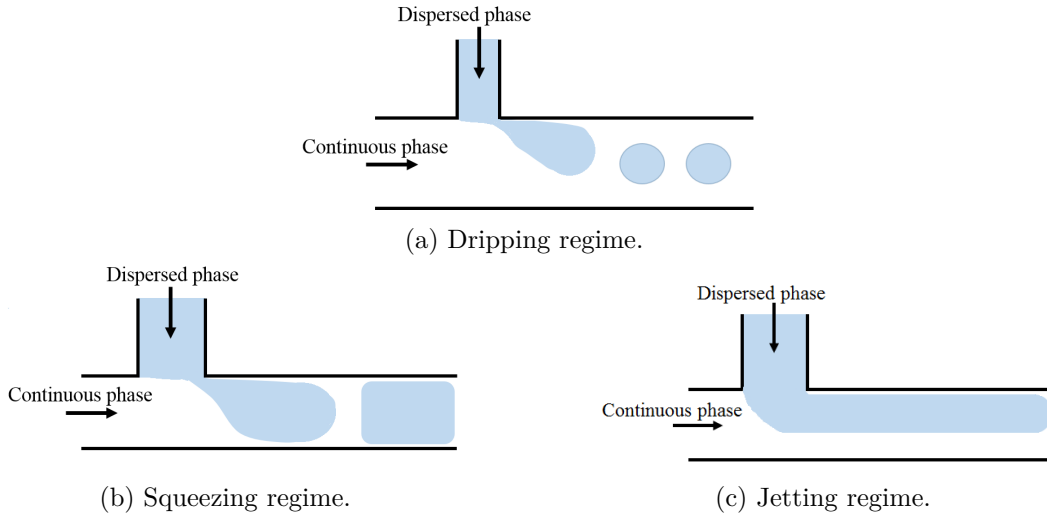 Dispersed phase
Continuous phase
(a) Dripping regime.
Dispersed phase
Continuous phase
(b) Squeezing regime.
Dispersed phase
Continuous phase
(c) Jetting regime.